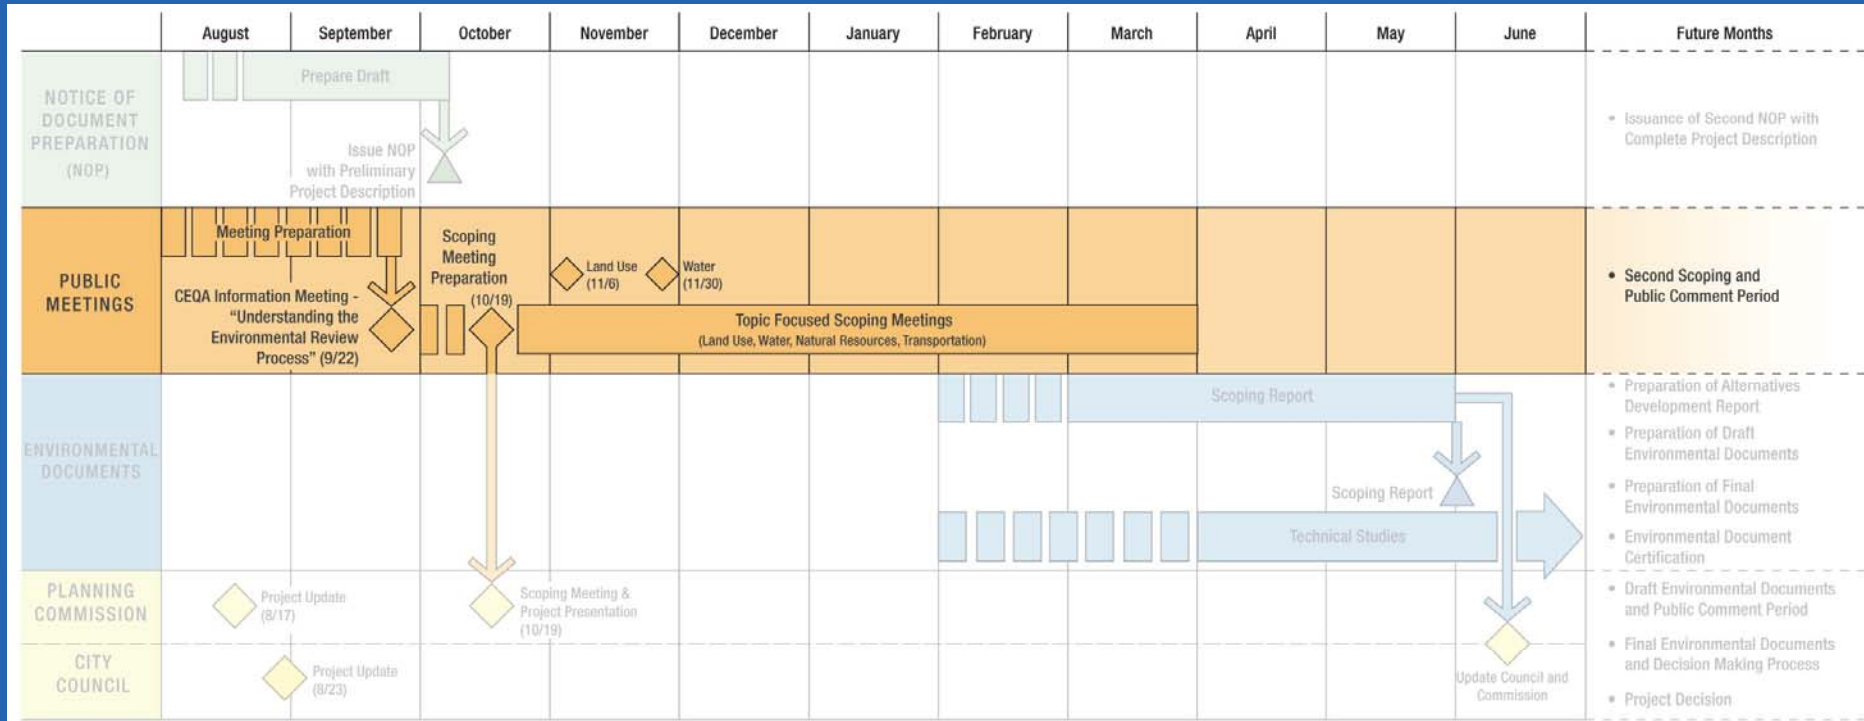 August
September
October
November
December
January
February
March
April
May
June
Future Months
NOTICE OF
DOCUMENT
PREPARATION
(NOP)
Prepare Draft
Issue NOP
with Preliminary
Project Description
• Issuance of Second NOP with
Complete Project Description
PUBLIC
MEETINGS
Meeting Preparation
CEQA Information Meeting -
“Understanding the
Environmental Review
Process” (9/22)
Scoping
Meeting
Preparation
(10/19)
Land Use
(11/6)
Water
(11/30)
Topic Focused Scoping Meetings
(Land Use, Water, Natural Resources, Transportation)
• Second Scoping and
Public Comment Period
ENVIRONMENTAL
DOCUMENTS
Scoping Report
Scoping Report
Technical Studies
• Preparation of Alternatives
Development Report
• Preparation of Draft
Environmental Documents
• Preparation of Final
Environmental Documents
• Environmental Document
Certification
PLANNING
COMMISSION
Project Update
(8/17)
Scoping Meeting &
Project Presentation
(10/19)
• Draft Environmental Documents
and Public Comment Period
CITY
COUNCIL
Project Update
(8/23)
Update Council and
Commission
• Final Environmental Documents
and Decision Making Process
• Project Decision